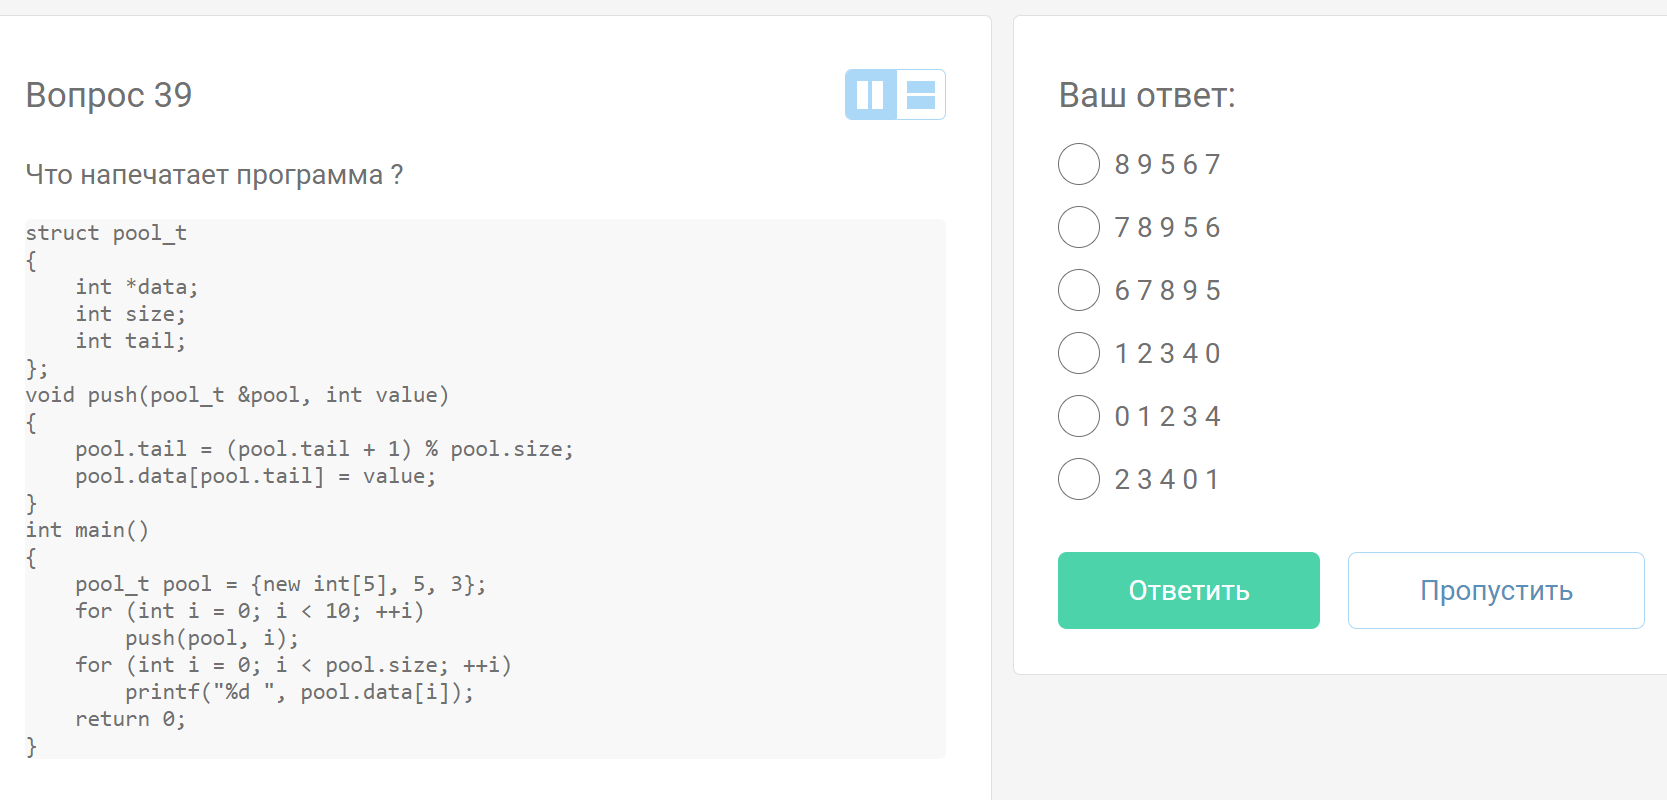 Вопрос 39
Что напечатает программа ?
struct pool_t
{
    int *data;
    int size;
    int tail;
};
void push(pool_t &pool, int value)
{
    pool.tail = (pool.tail + 1) % pool.size;
    pool.data[pool.tail] = value;
}
int main()
{
    pool_t pool = {new int[5], 5, 3};
    for (int i = 0; i < 10; ++i)
        push(pool, i);
    for (int i = 0; i < pool.size; ++i)
        printf("%d ", pool.data[i]);
    return 0;
}
Ваш ответ:
8 9 5 6 7
7 8 9 5 6
6 7 8 9 5
1 2 3 4 0
0 1 2 3 4
2 3 4 0 1
Ответить
Пропустить